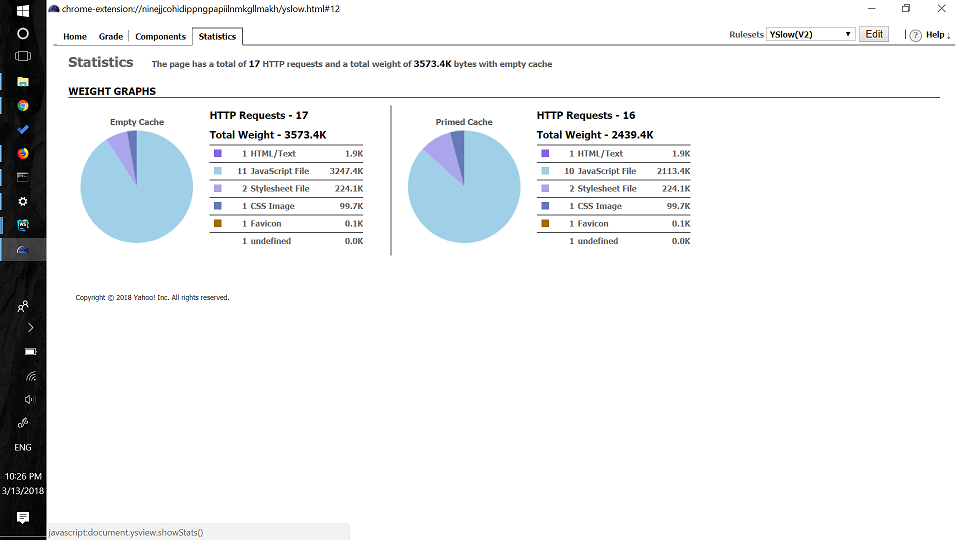 chrome-extension://ninejjcohidippngpapiilnmkgllmakh/yslow.html#12
Home Grade Components Statistics
Rulesets YSlow(V2) Edit Help ↓
Statistics The page has a total of 17 HTTP requests and a total weight of 3573.4K bytes with empty cache
WEIGHT GRAPHS
Empty Cache
HTTP Requests - 17
Total Weight - 3573.4K
1 HTML/Text 1.9K
11 JavaScript File 3247.4K
2 Stylesheet File 224.1K
1 CSS Image 99.7K
1 Favicon 0.1K
1 undefined 0.0K
Primed Cache
HTTP Requests - 16
Total Weight - 2439.4K
1 HTML/Text 1.9K
10 JavaScript File 2113.4K
2 Stylesheet File 224.1K
1 CSS Image 99.7K
1 Favicon 0.1K
1 undefined 0.0K
Copyright © 2018 Yahoo! Inc. All rights reserved.
WS
ENG
10:26 PM
3/13/2018
javascript:document.ysview.showStats()